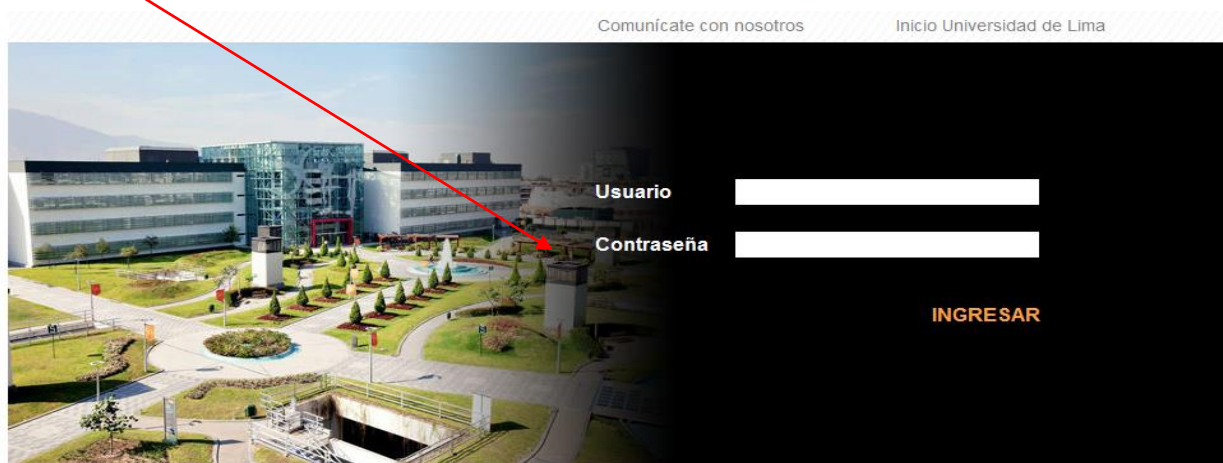 Comunícate con nosotros Inicio Universidad de Lima
Usuario
Contraseña
INGRESAR